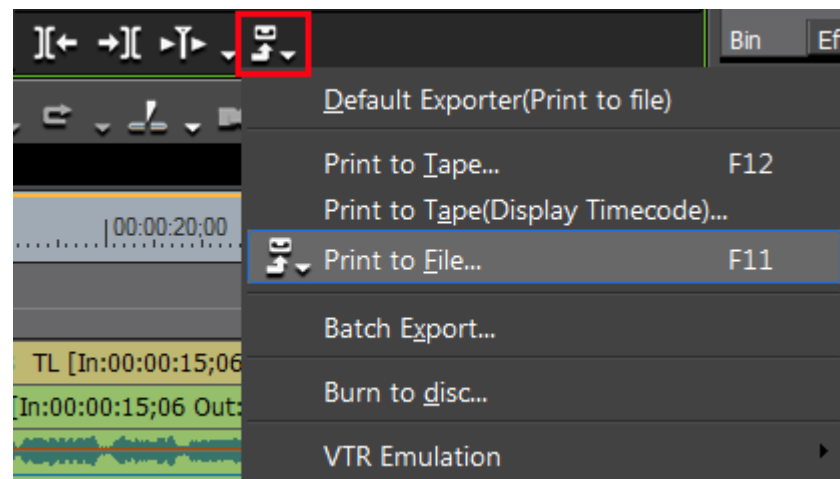 Bin Ef
Default Exporter(Print to file)
Print to Tape... F12
Print to Tape(Display Timecode)...
00:00:20;00
Print to File... F11
Batch Export...
TL [In:00:00:15;06
Burn to disc...
[In:00:00:15;06 Out:
VTR Emulation